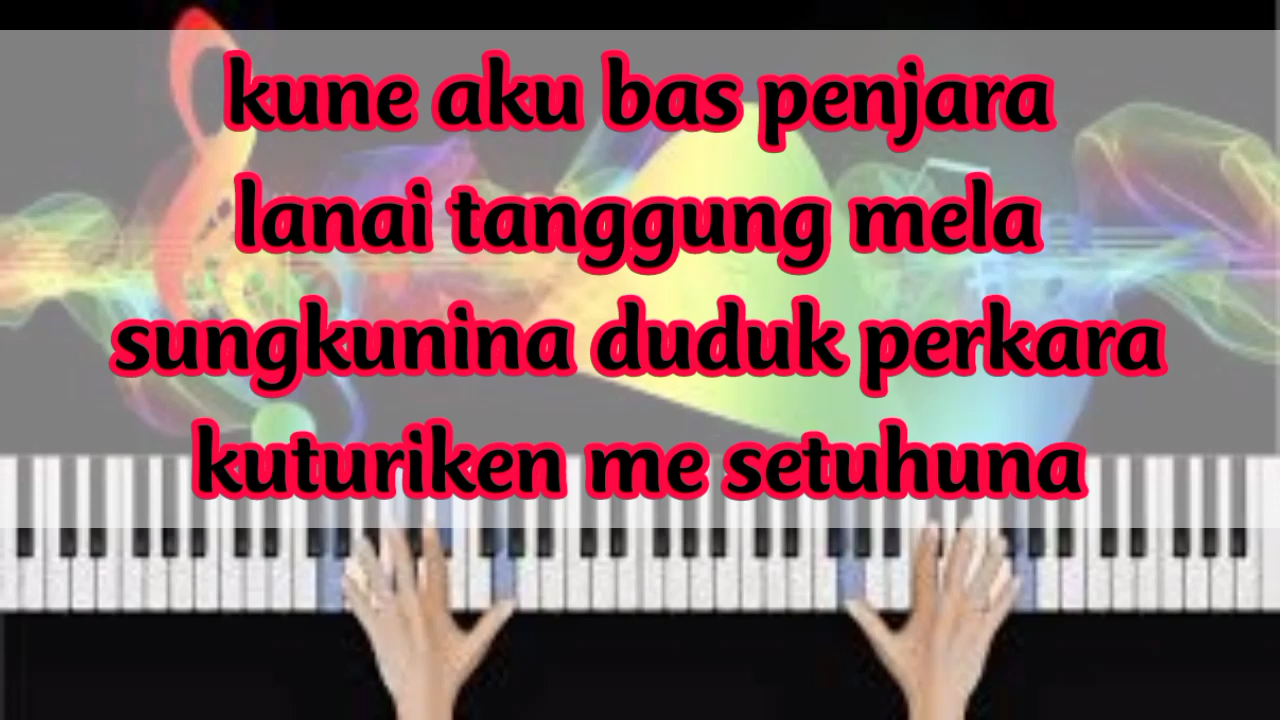 kune aku bas penjara
lanai tanggung mela
sungkunina duduk perkara
kuturiken me setuhuna